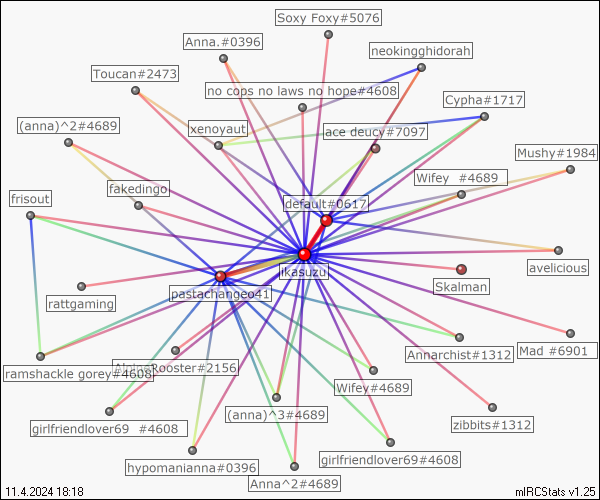 Soxy Foxy#5076
Anna.#0396
neokingghidorah
Toucan#2473
no cops no laws no hope#4608
Cypha#1717
(anna)^2#4689
xenoyaut
ace deucy#7097
Mushy#1984
Wifey  #4689
fakedingo
frisout
default#0617
avelicious
ikasuzu
Skalman
pastachangeo41
rattgaming
Annarchist#1312
Mad #6901
ramshackle gorey#4608
AlpineRooster#2156
Wifey#4689
(anna)^3#4689
zibbits#1312
girlfriendlover69  #4608
girlfriendlover69#4608
hypomanianna#0396
Anna^2#4689
11.4.2024 18:18
mIRCStats v1.25